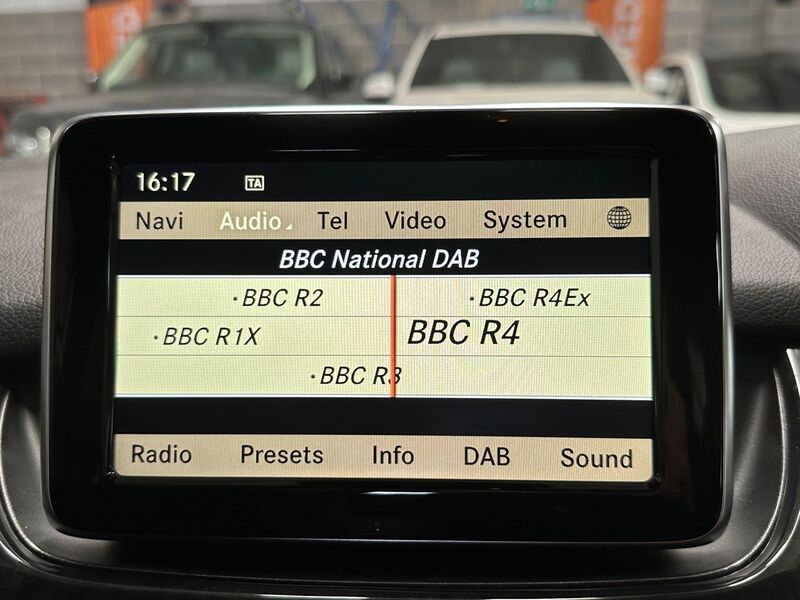 16:17 TA
Navi Audio Tel Video System
BBC National DAB
·BBC R2 ·BBC R4Ex
·BBC R1X BBC R4
·BBC R3
Radio Presets Info DAB Sound